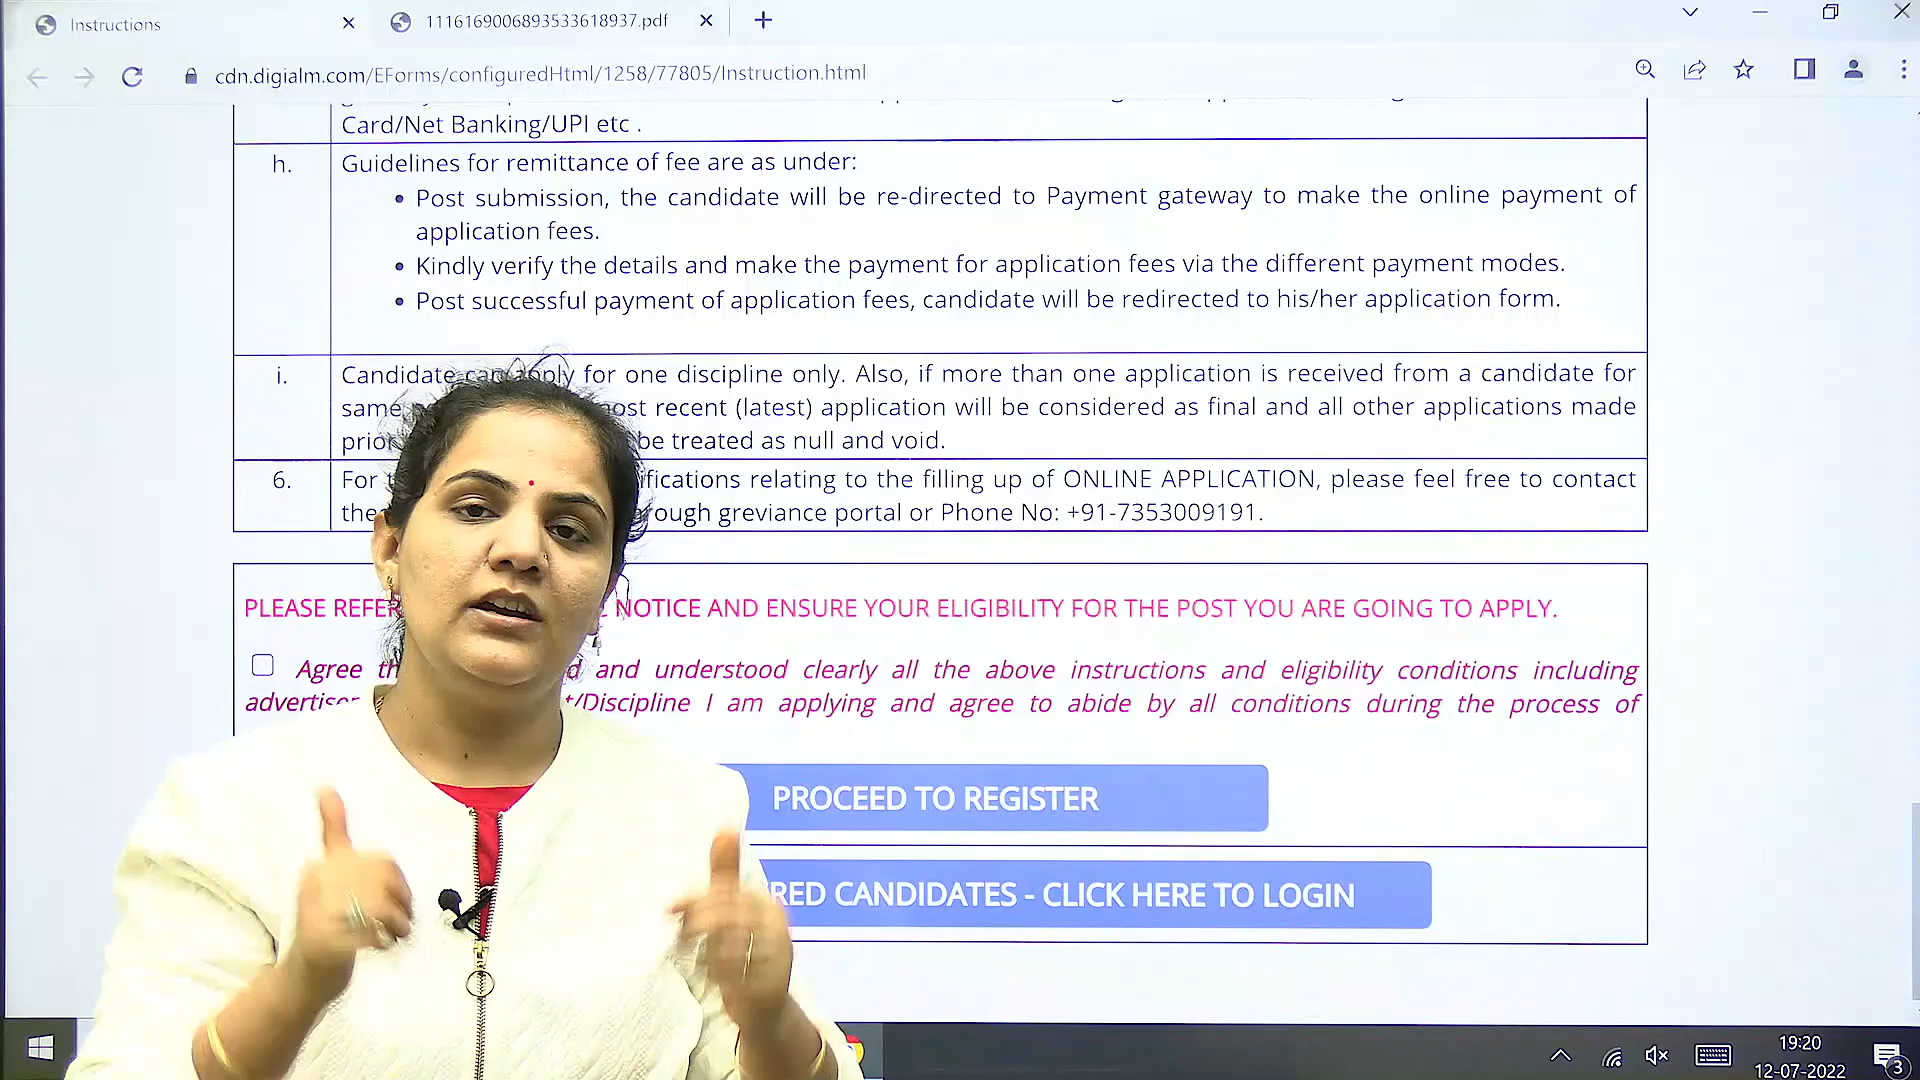 Instructions
1116169006893533618937.pdf
cdn.digialm.com/EForms/configuredHtml/1258/77805/Instruction.html
Card/Net Banking/UPI etc .
h. Guidelines for remittance of fee are as under:
• Post submission, the candidate will be re-directed to Payment gateway to make the online payment of
application fees.
• Kindly verify the details and make the payment for application fees via the different payment modes.
• Post successful payment of application fees, candidate will be redirected to his/her application form.
i. Candidate can apply for one discipline only. Also, if more than one application is received from a candidate for
same most recent (latest) application will be considered as final and all other applications made
prior be treated as null and void.
6. For relating to the filling up of ONLINE APPLICATION, please feel free to contact
the through greviance portal or Phone No: +91-7353009191.
PLEASE REFER NOTICE AND ENSURE YOUR ELIGIBILITY FOR THE POST YOU ARE GOING TO APPLY.
Agree and understood clearly all the above instructions and eligibility conditions including
/Discipline I am applying and agree to abide by all conditions during the process of
PROCEED TO REGISTER
CANDIDATES - CLICK HERE TO LOGIN
19:20
12-07-2022
3